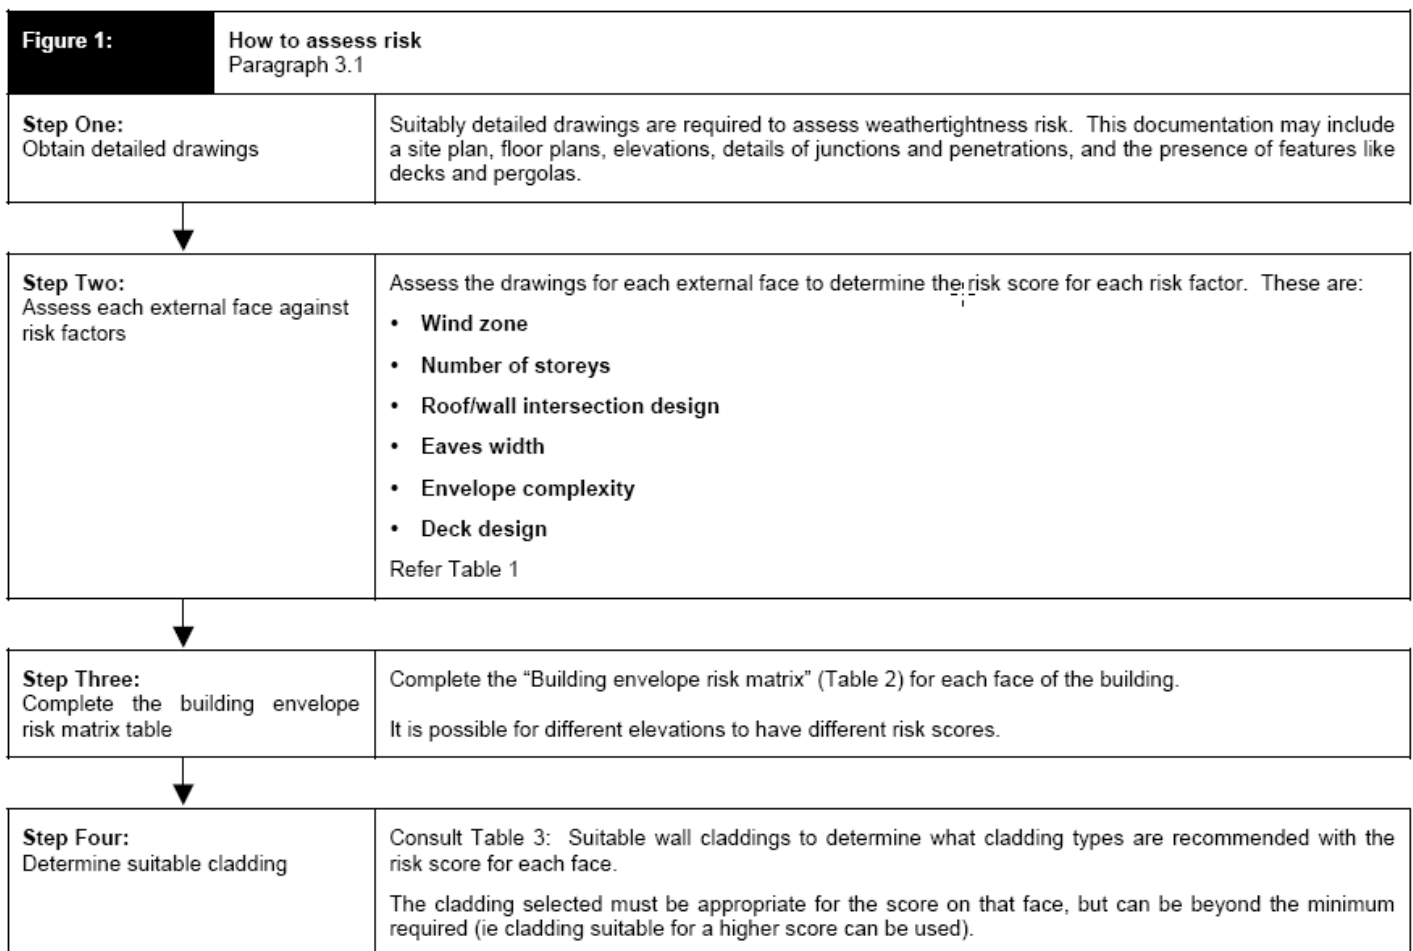 Figure 1:
How to assess risk
Paragraph 3.1
Step One:
Obtain detailed drawings
Suitably detailed drawings are required to assess weathertightness risk. This documentation may include
a site plan, floor plans, elevations, details of junctions and penetrations, and the presence of features like
decks and pergolas.
Step Two:
Assess each external face against
risk factors
Assess the drawings for each external face to determine the risk score for each risk factor. These are:
• Wind zone
• Number of storeys
• Roof/wall intersection design
• Eaves width
• Envelope complexity
• Deck design
Refer Table 1
Step Three:
Complete the building envelope
risk matrix table
Complete the “Building envelope risk matrix” (Table 2) for each face of the building.
It is possible for different elevations to have different risk scores.
Step Four:
Determine suitable cladding
Consult Table 3: Suitable wall claddings to determine what cladding types are recommended with the
risk score for each face.
The cladding selected must be appropriate for the score on that face, but can be beyond the minimum
required (ie cladding suitable for a higher score can be used).